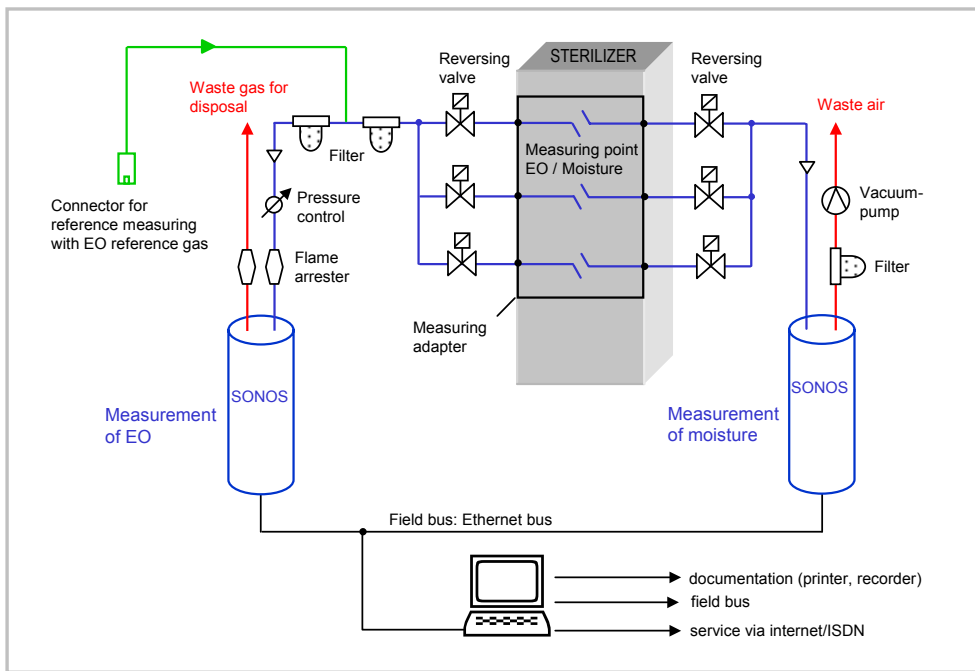 STERILIZER
Reversing
valve
Reversing
valve
Waste gas for
disposal
Waste air
Filter
Measuring point
EO / Moisture
Connector for
reference measuring
with EO reference gas
Pressure
control
Vacuum-
pump
Flame
arrester
Filter
Measuring
adapter
SONOS
Measurement
of EO
SONOS
Measurement
of moisture
Field bus: Ethernet bus
documentation (printer, recorder)
field bus
service via internet/ISDN